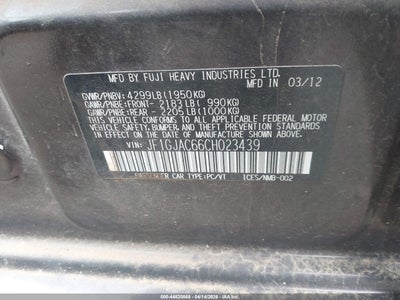 MFD BY FUJI HEAVY INDUSTRIES LTD.
03/12
GVWR/PNBV: 4299LB(1950KG)
GAWR/PNBE:FRONT- 2183LB( 990KG)
GAWR/PNBE:REAR - 2205LB(1000KG)
THIS VEHICLE CONFORMS TO ALL APPLICABLE FEDERAL MOTOR
VEHICLE SAFETY, BUMPER, AND THEFT PREVENTION STANDARDS
IN EFFECT ON THE DATE OF MANUFACTURE SHOWN ABOVE.
VIN: JF1GJAC66CH023439
PASSENGER CAR TYPE:PC/VT ICES/NMB-002